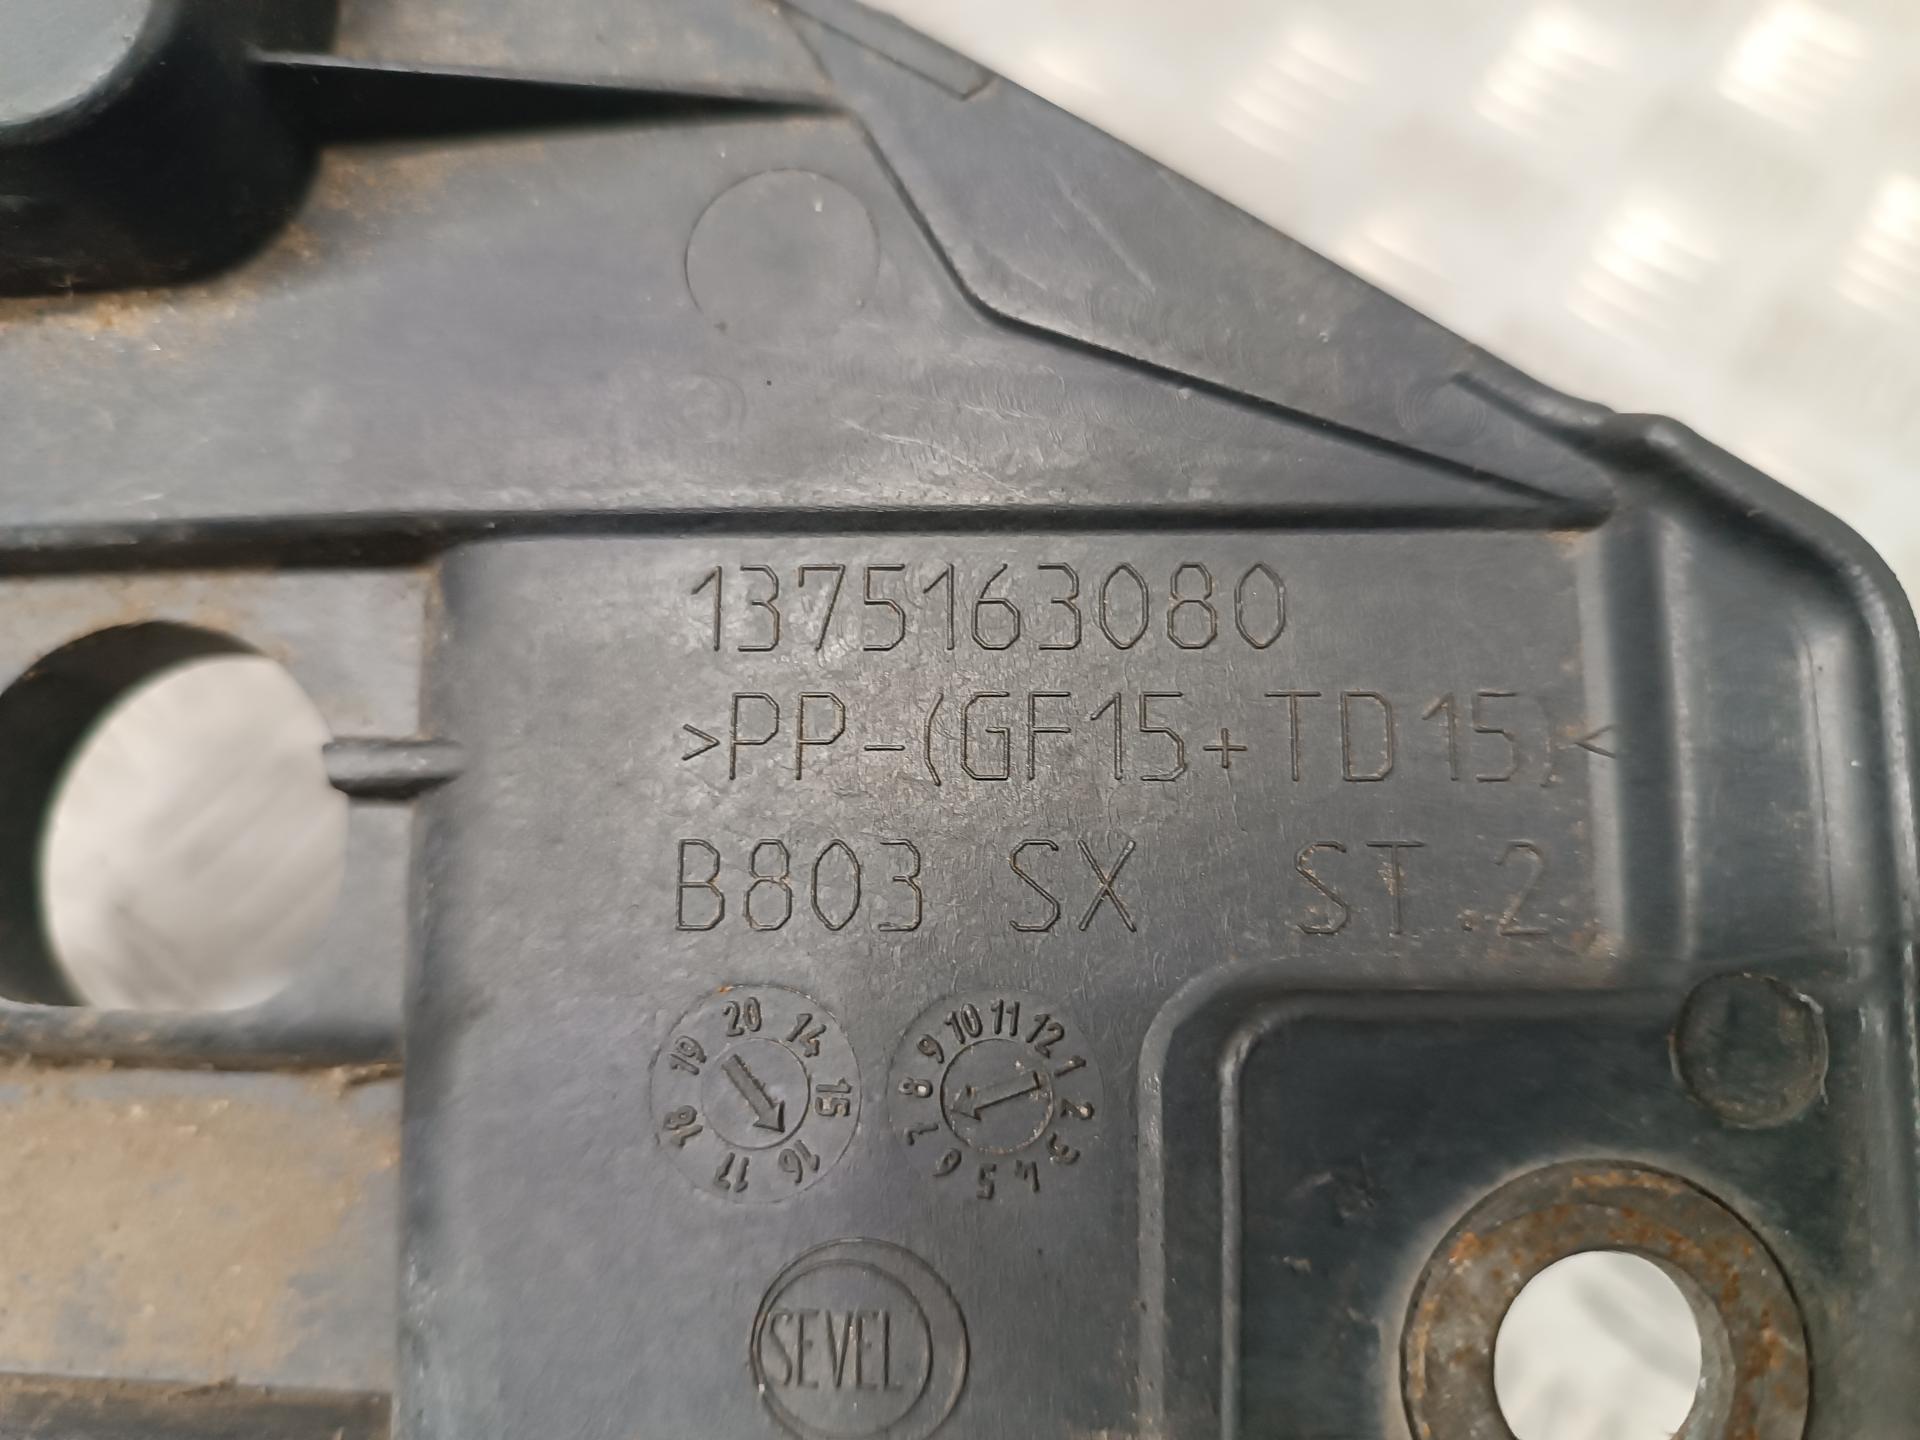 1375163080
>PP-(GF15+TD15)<
B803 SX ST.2
20 14 15 16 17 18 19
10 11 12 1 2 3 4 5 6 7 8 9
SEVEL